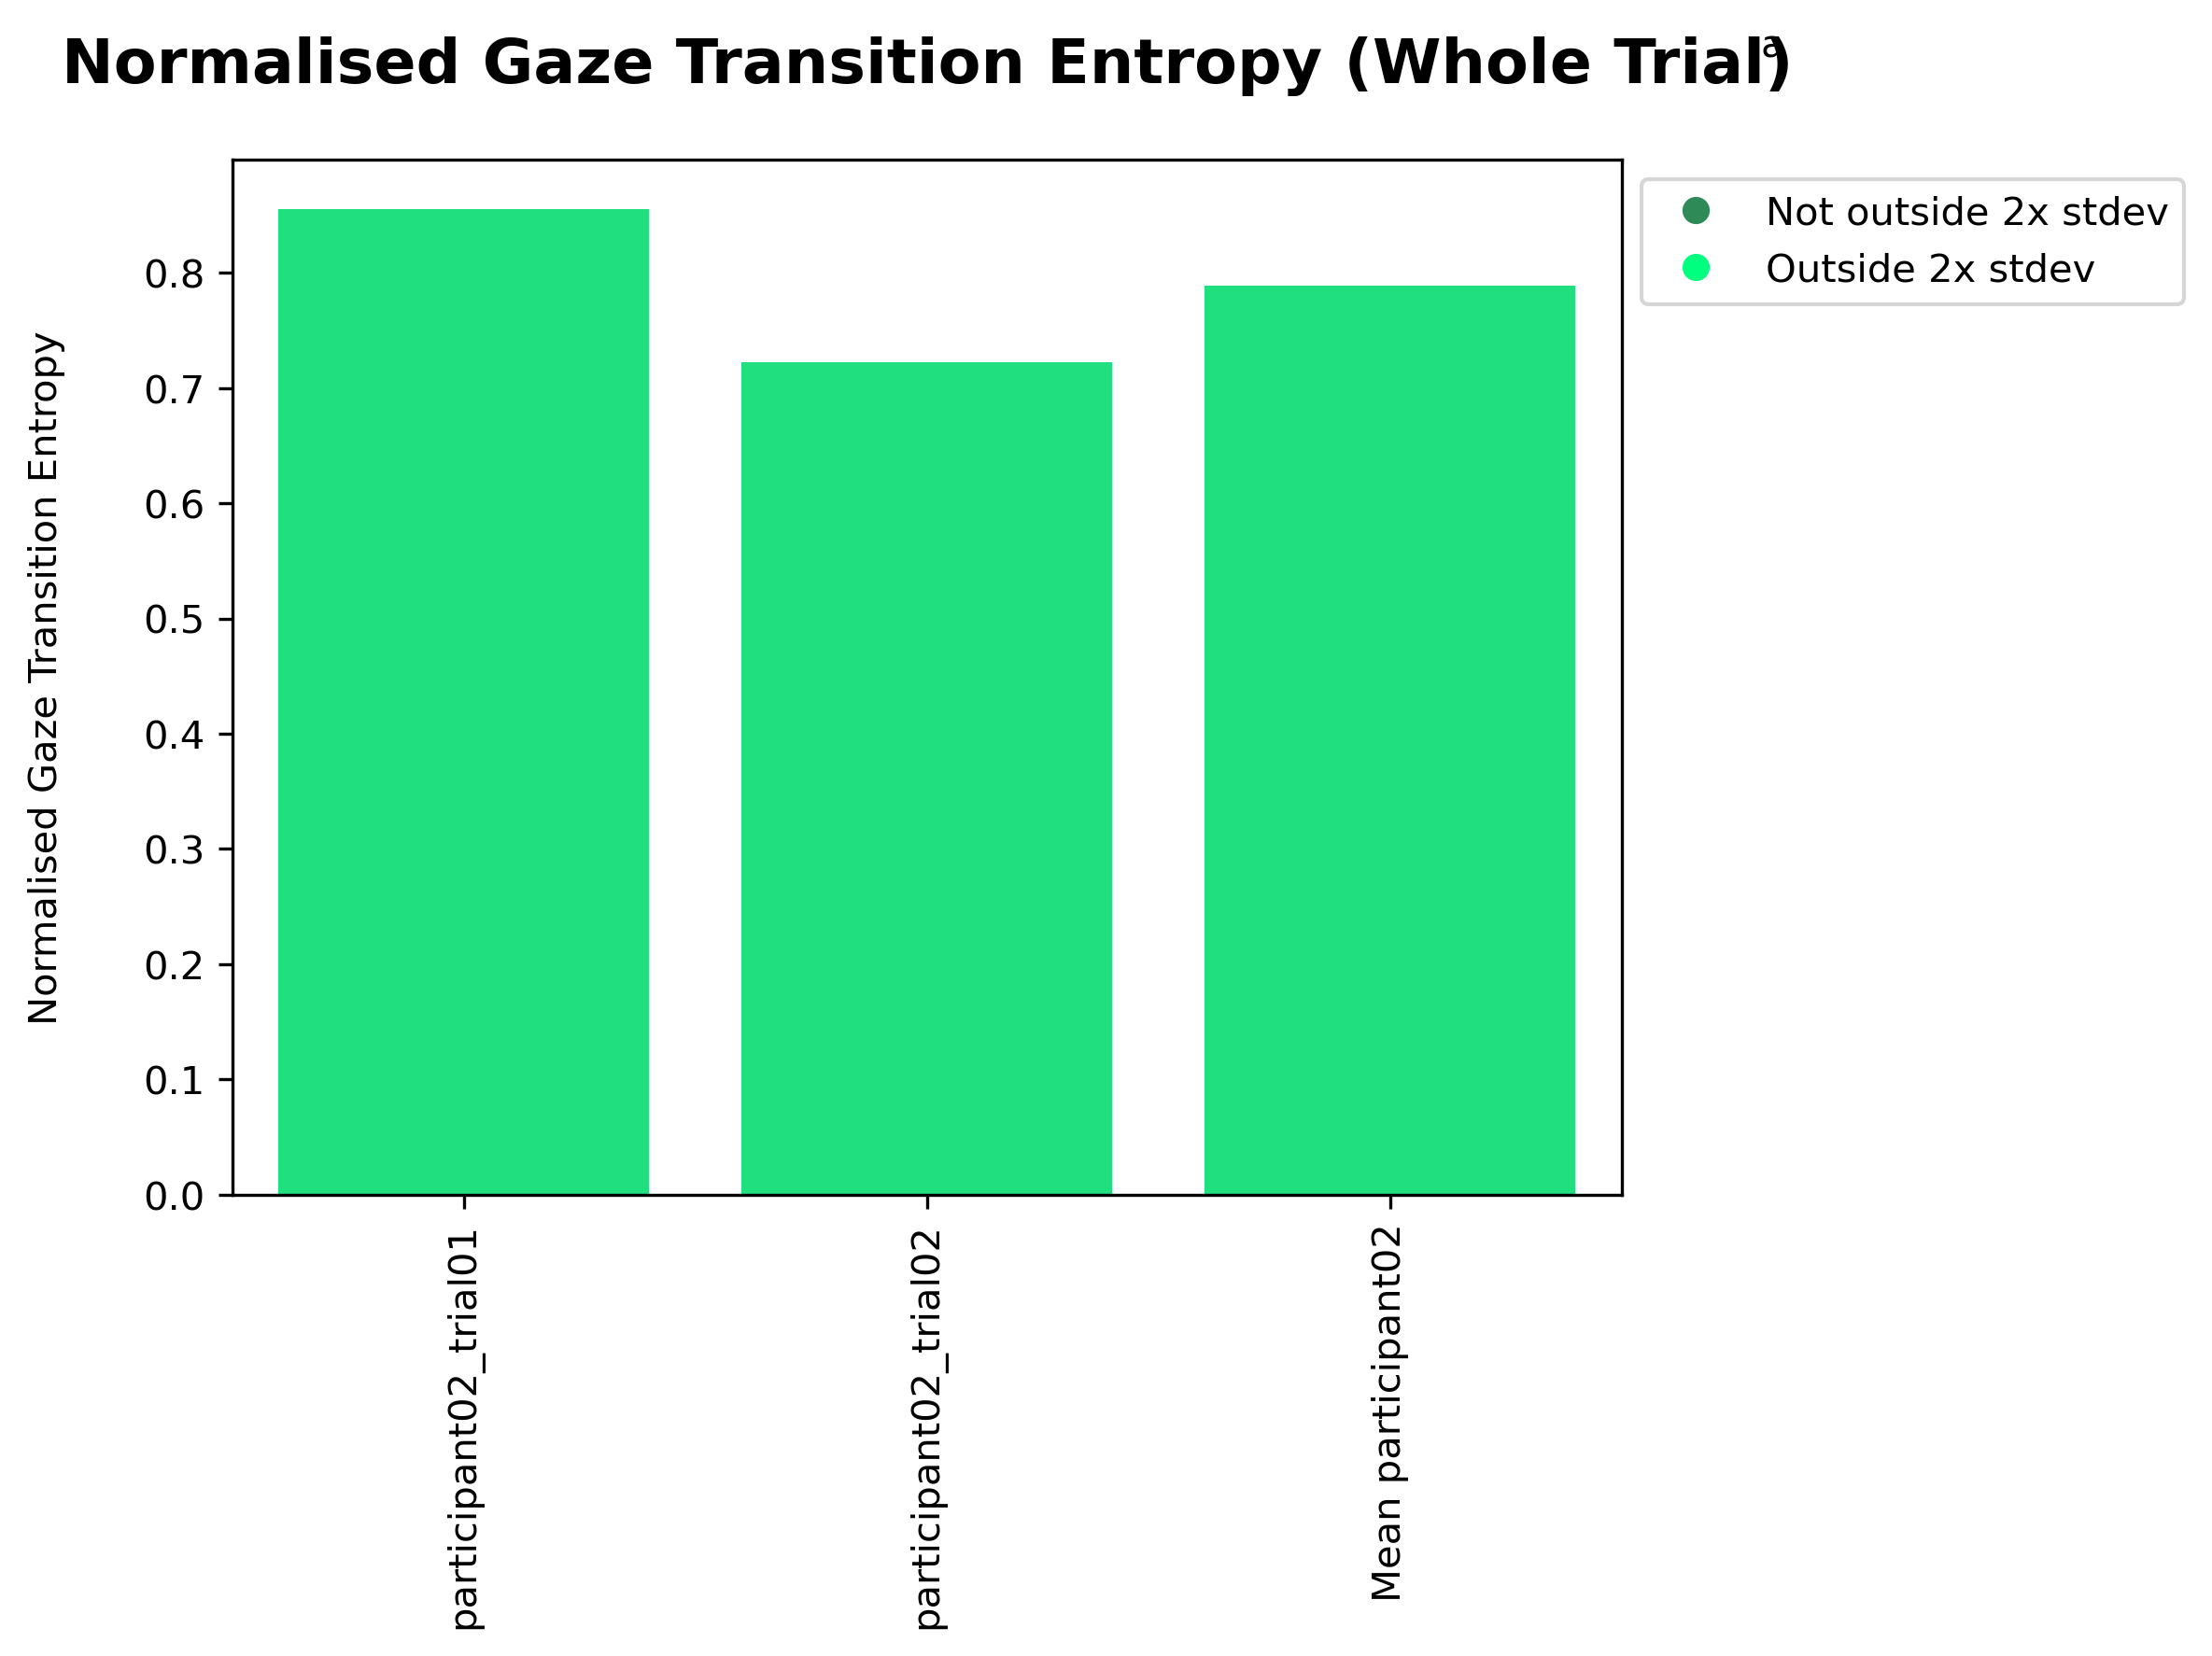 Normalised Gaze Transition Entropy (Whole Trial)
a
Not outside 2x stdev
Outside 2x stdev
Normalised Gaze Transition Entropy
0.8
0.7
0.6
0.5
0.4
0.3
0.2
0.1
0.0
participant02_trial01
participant02_trial02
Mean participant02